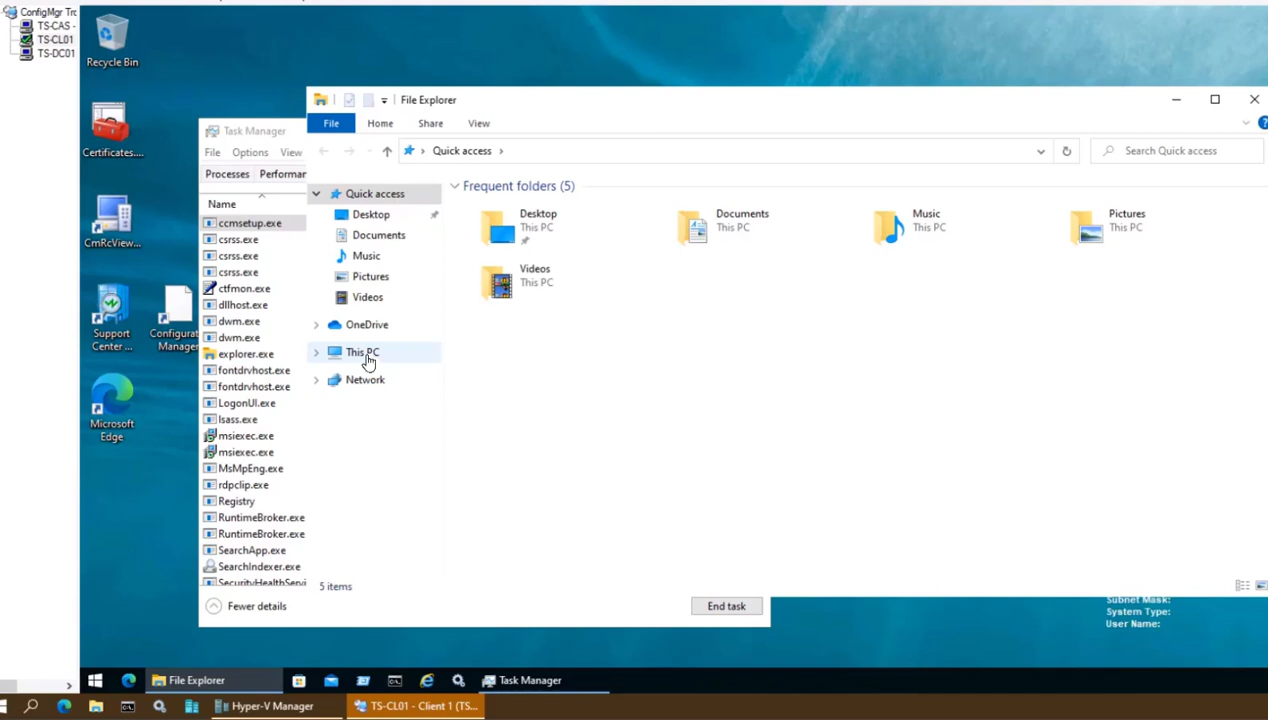 ConfigMgr Tro
TS-CAS -
TS-CL01
TS-DC01
Recycle Bin
Certificates....
CmRcView...
Support
Center ...
Configurat
Manager
Microsoft
Edge
Task Manager
File Options View
Processes Performan
Name
ccmsetup.exe
csrss.exe
csrss.exe
csrss.exe
ctfmon.exe
dllhost.exe
dwm.exe
dwm.exe
explorer.exe
fontdrvhost.exe
fontdrvhost.exe
LogonUI.exe
lsass.exe
msiexec.exe
msiexec.exe
MsMpEng.exe
rdpclip.exe
Registry
RuntimeBroker.exe
RuntimeBroker.exe
SearchApp.exe
SearchIndexer.exe
SecurityHealthServi
Fewer details
End task
File Explorer
File Home Share View
Quick access
Search Quick access
Quick access
Desktop
Documents
Music
Pictures
Videos
OneDrive
This PC
Network
Frequent folders (5)
Desktop
This PC
Documents
This PC
Music
This PC
Pictures
This PC
Videos
This PC
5 items
Subnet Mask:
System Type:
User Name:
File Explorer
Task Manager
Hyper-V Manager
TS-CL01 - Client 1 (TS...